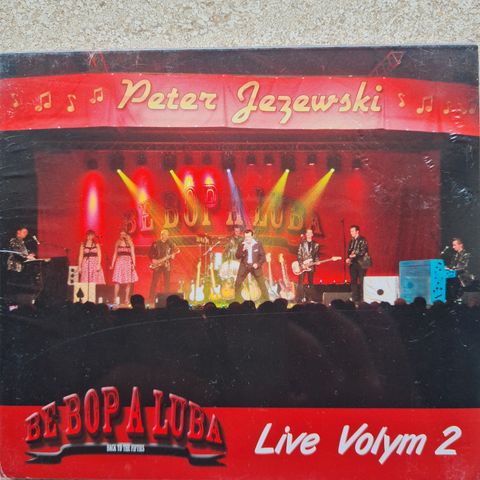 Peter Jezewski
BE BOP A LUBA
BE BOP A LUBA
BACK TO THE FIFTIES
Live Volym 2